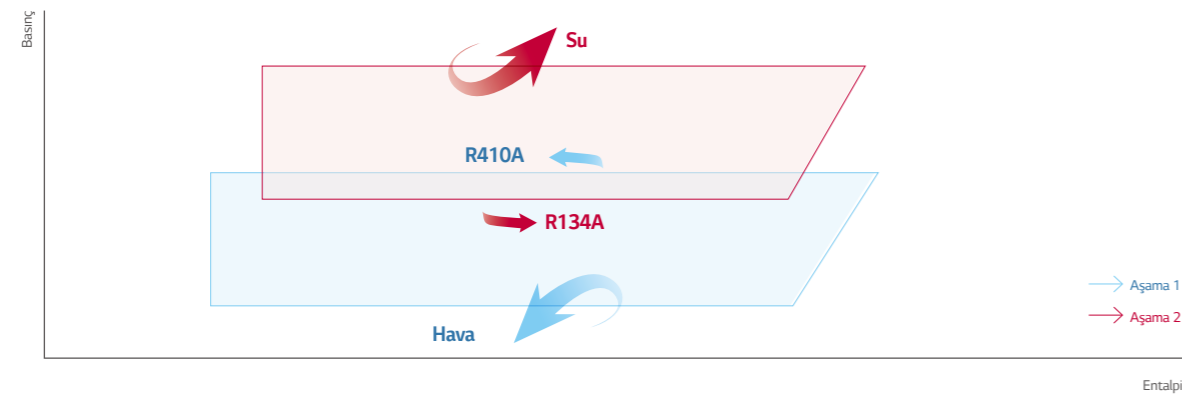 Basınç
Su
R410A
R134A
Hava
Aşama 1
Aşama 2
Entalpi